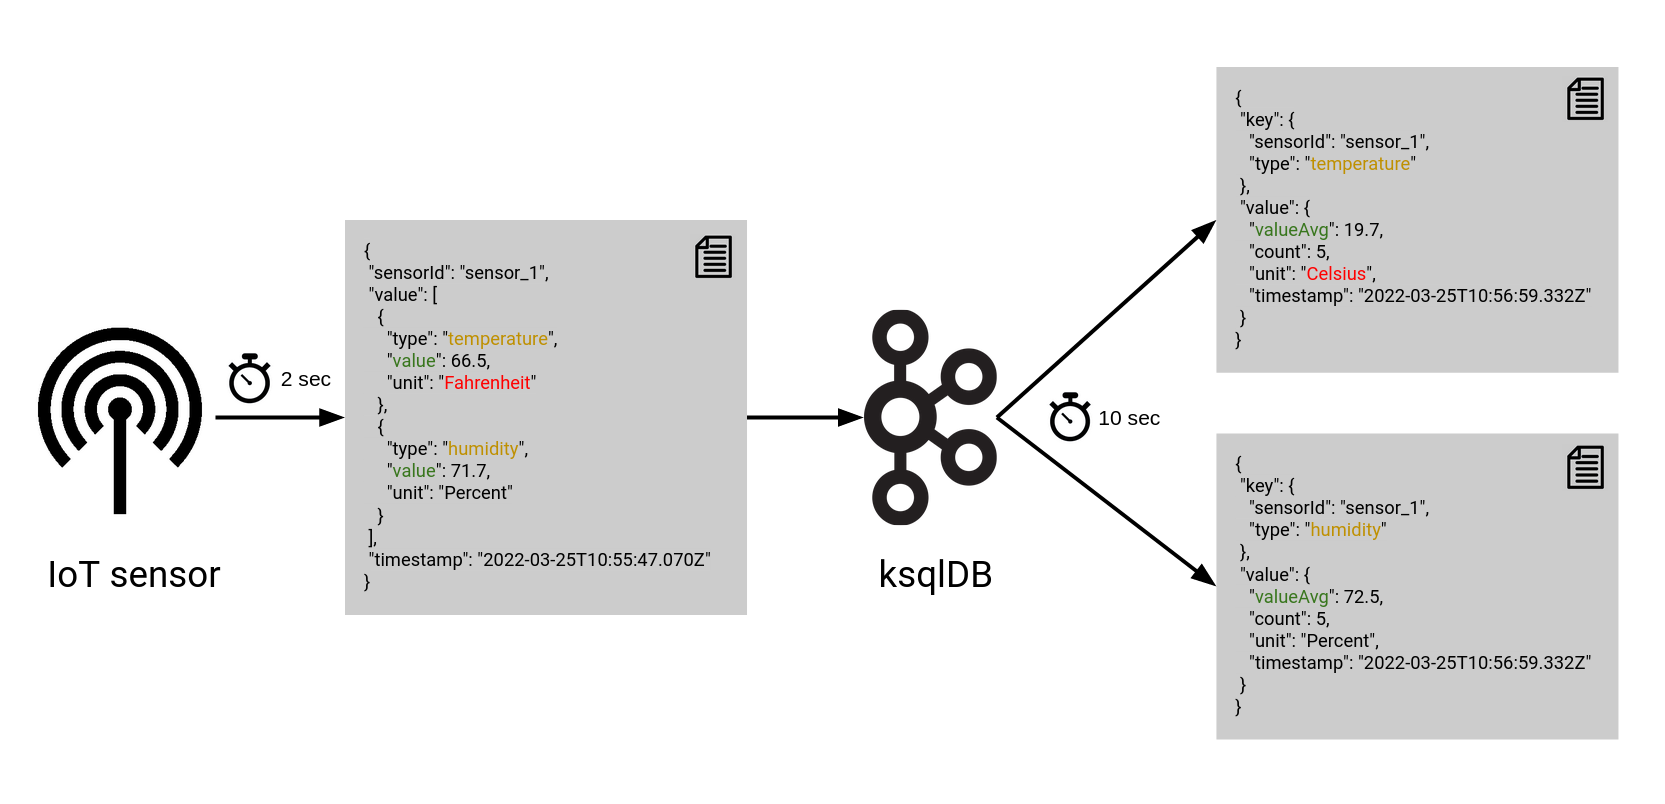 2 sec
IoT sensor
{
"sensorId": "sensor_1",
"value": [
{
"type": "temperature",
"value": 66.5,
"unit": "Fahrenheit"
},
{
"type": "humidity",
"value": 71.7,
"unit": "Percent"
}
],
"timestamp": "2022-03-25T10:55:47.070Z"
}
ksqlDB
10 sec
{
"key": {
"sensorId": "sensor_1",
"type": "temperature"
},
"value": {
"valueAvg": 19.7,
"count": 5,
"unit": "Celsius",
"timestamp": "2022-03-25T10:56:59.332Z"
}
}
{
"key": {
"sensorId": "sensor_1",
"type": "humidity"
},
"value": {
"valueAvg": 72.5,
"count": 5,
"unit": "Percent",
"timestamp": "2022-03-25T10:56:59.332Z"
}
}